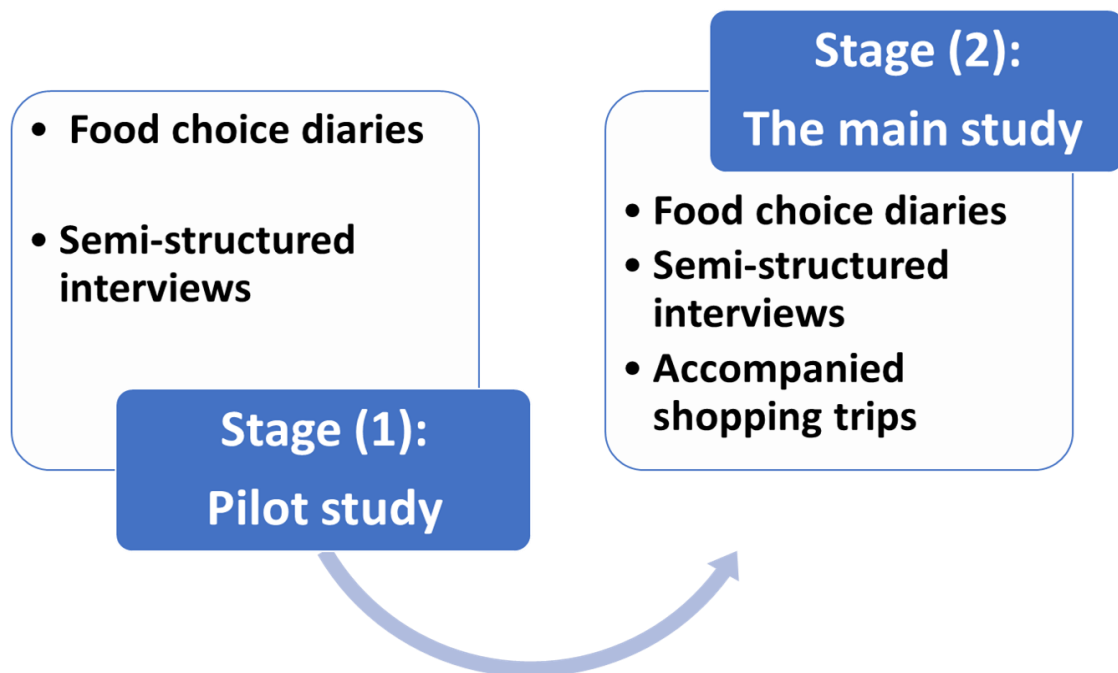 • Food choice diaries
• Semi-structured
interviews
Stage (1):
Pilot study
Stage (2):
The main study
• Food choice diaries
• Semi-structured
interviews
• Accompanied
shopping trips